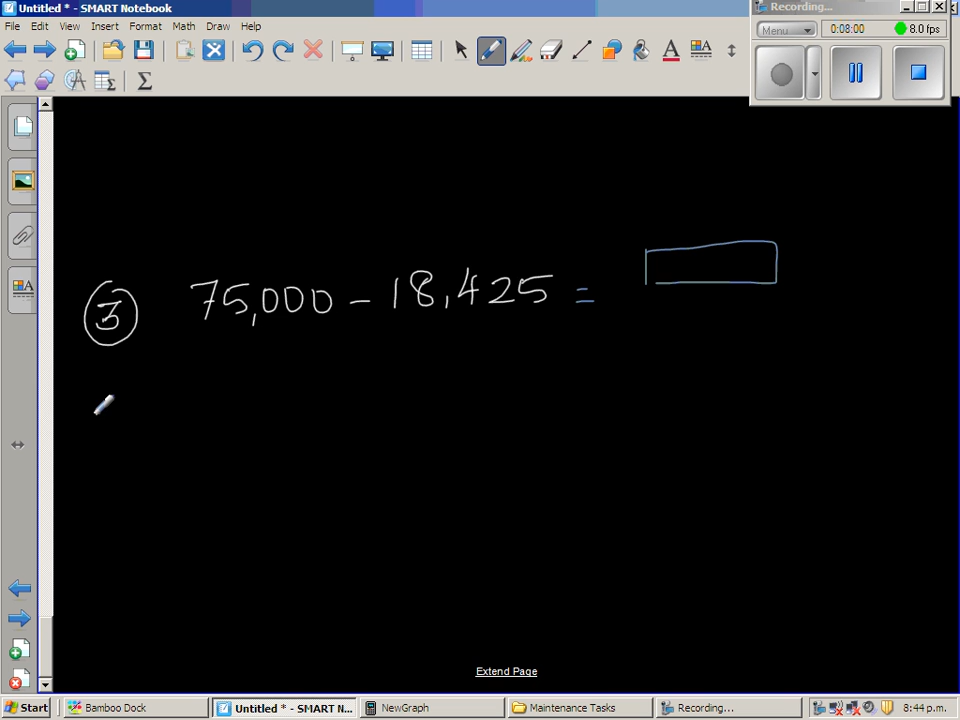 Untitled * - SMART Notebook
Recording...
File Edit View Insert Format Math Draw Help
Menu 0:08:00 8.0 fps
3 75,000 - 18,425 =
Extend Page
Start Bamboo Dock Untitled * - SMART N... NewGraph Maintenance Tasks Recording... 8:44 p.m.